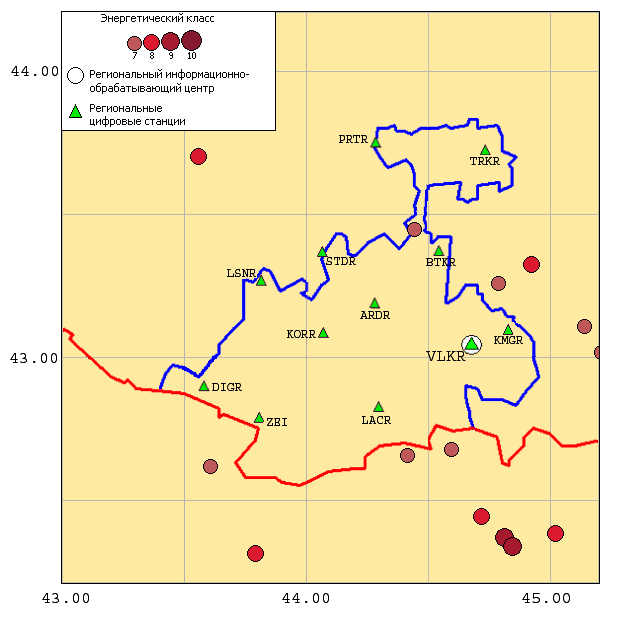 Энергетический класс
7 8 9 10
Региональный информационно-
обрабатывающий центр
Региональные
цифровые станции
44.00
PRTR
TRKR
STDR
BTKR
LSNR
ARDR
KORR
KMGR
VLKR
43.00
DIGR
LACR
ZEI
43.00 44.00 45.00